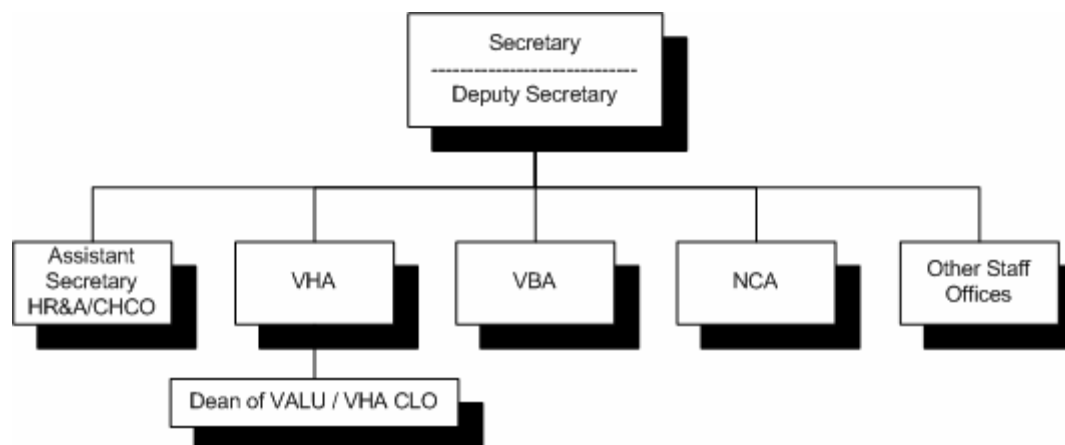 Secretary
-----------------------------
Deputy Secretary
Assistant
Secretary
HR&A/CHCO
VHA
VBA
NCA
Other Staff
Offices
Dean of VALU / VHA CLO